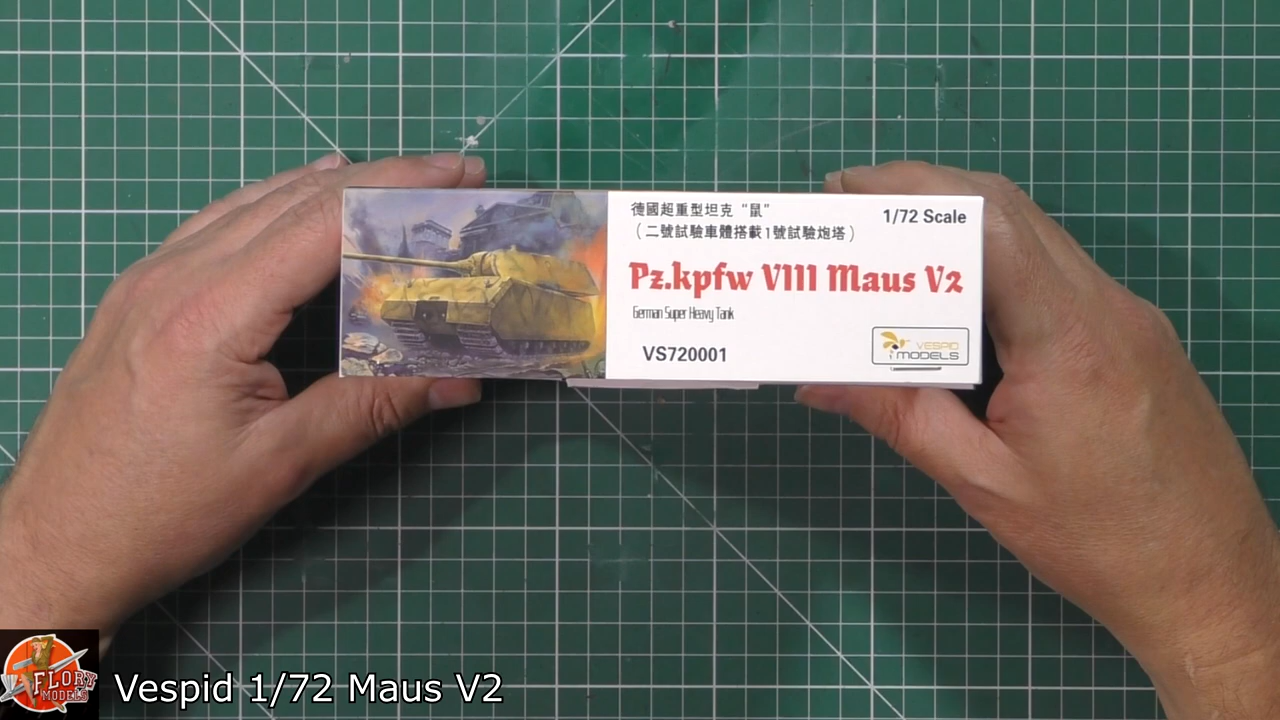 德國超重型坦克“鼠”
（二號試驗車體搭載1號試驗炮塔）
1/72 Scale
Pz.kpfw VIII Maus V2
German Super Heavy Tank
VS720001
VESPID
MODELS
FLORY
MODELS
Vespid 1/72 Maus V2